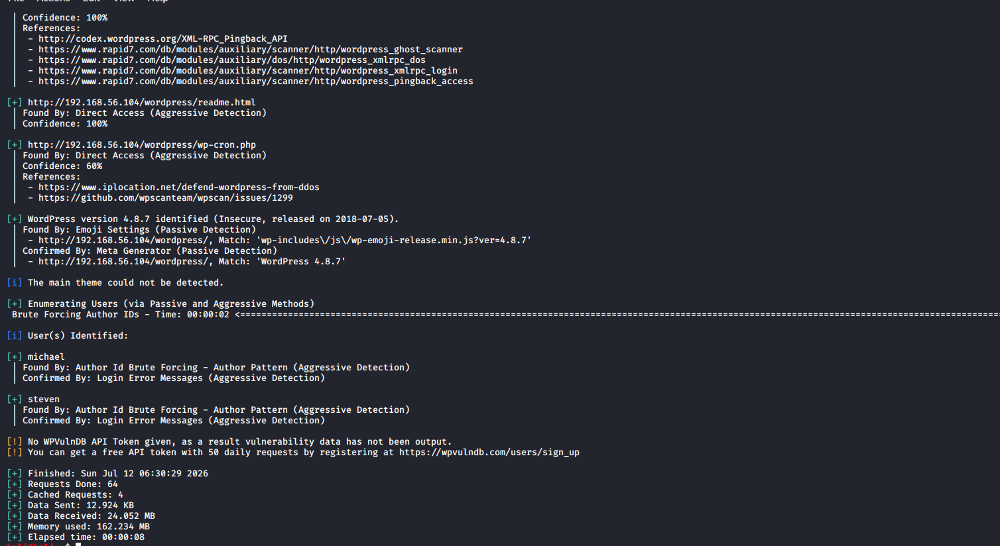 File  Actions  Edit  View  Help
| Confidence: 100%
| References:
|  - http://codex.wordpress.org/XML-RPC_Pingback_API
|  - https://www.rapid7.com/db/modules/auxiliary/scanner/http/wordpress_ghost_scanner
|  - https://www.rapid7.com/db/modules/auxiliary/dos/http/wordpress_xmlrpc_dos
|  - https://www.rapid7.com/db/modules/auxiliary/scanner/http/wordpress_xmlrpc_login
|  - https://www.rapid7.com/db/modules/auxiliary/scanner/http/wordpress_pingback_access
[+] http://192.168.56.104/wordpress/readme.html
| Found By: Direct Access (Aggressive Detection)
| Confidence: 100%
[+] http://192.168.56.104/wordpress/wp-cron.php
| Found By: Direct Access (Aggressive Detection)
| Confidence: 60%
| References:
|  - https://www.iplocation.net/defend-wordpress-from-ddos
|  - https://github.com/wpscanteam/wpscan/issues/1299
[+] WordPress version 4.8.7 identified (Insecure, released on 2018-07-05).
| Found By: Emoji Settings (Passive Detection)
|  - http://192.168.56.104/wordpress/, Match: 'wp-includes\/js\/wp-emoji-release.min.js?ver=4.8.7'
| Confirmed By: Meta Generator (Passive Detection)
|  - http://192.168.56.104/wordpress/, Match: 'WordPress 4.8.7'
[i] The main theme could not be detected.
[+] Enumerating Users (via Passive and Aggressive Methods)
Brute Forcing Author IDs - Time: 00:00:02 <================================================================================================================================================
[i] User(s) Identified:
[+] michael
| Found By: Author Id Brute Forcing - Author Pattern (Aggressive Detection)
| Confirmed By: Login Error Messages (Aggressive Detection)
[+] steven
| Found By: Author Id Brute Forcing - Author Pattern (Aggressive Detection)
| Confirmed By: Login Error Messages (Aggressive Detection)
[!] No WPVulnDB API Token given, as a result vulnerability data has not been output.
[!] You can get a free API token with 50 daily requests by registering at https://wpvulndb.com/users/sign_up
[+] Finished: Sun Jul 12 06:30:29 2026
[+] Requests Done: 64
[+] Cached Requests: 4
[+] Data Sent: 12.924 KB
[+] Data Received: 24.052 MB
[+] Memory used: 162.234 MB
[+] Elapsed time: 00:00:08